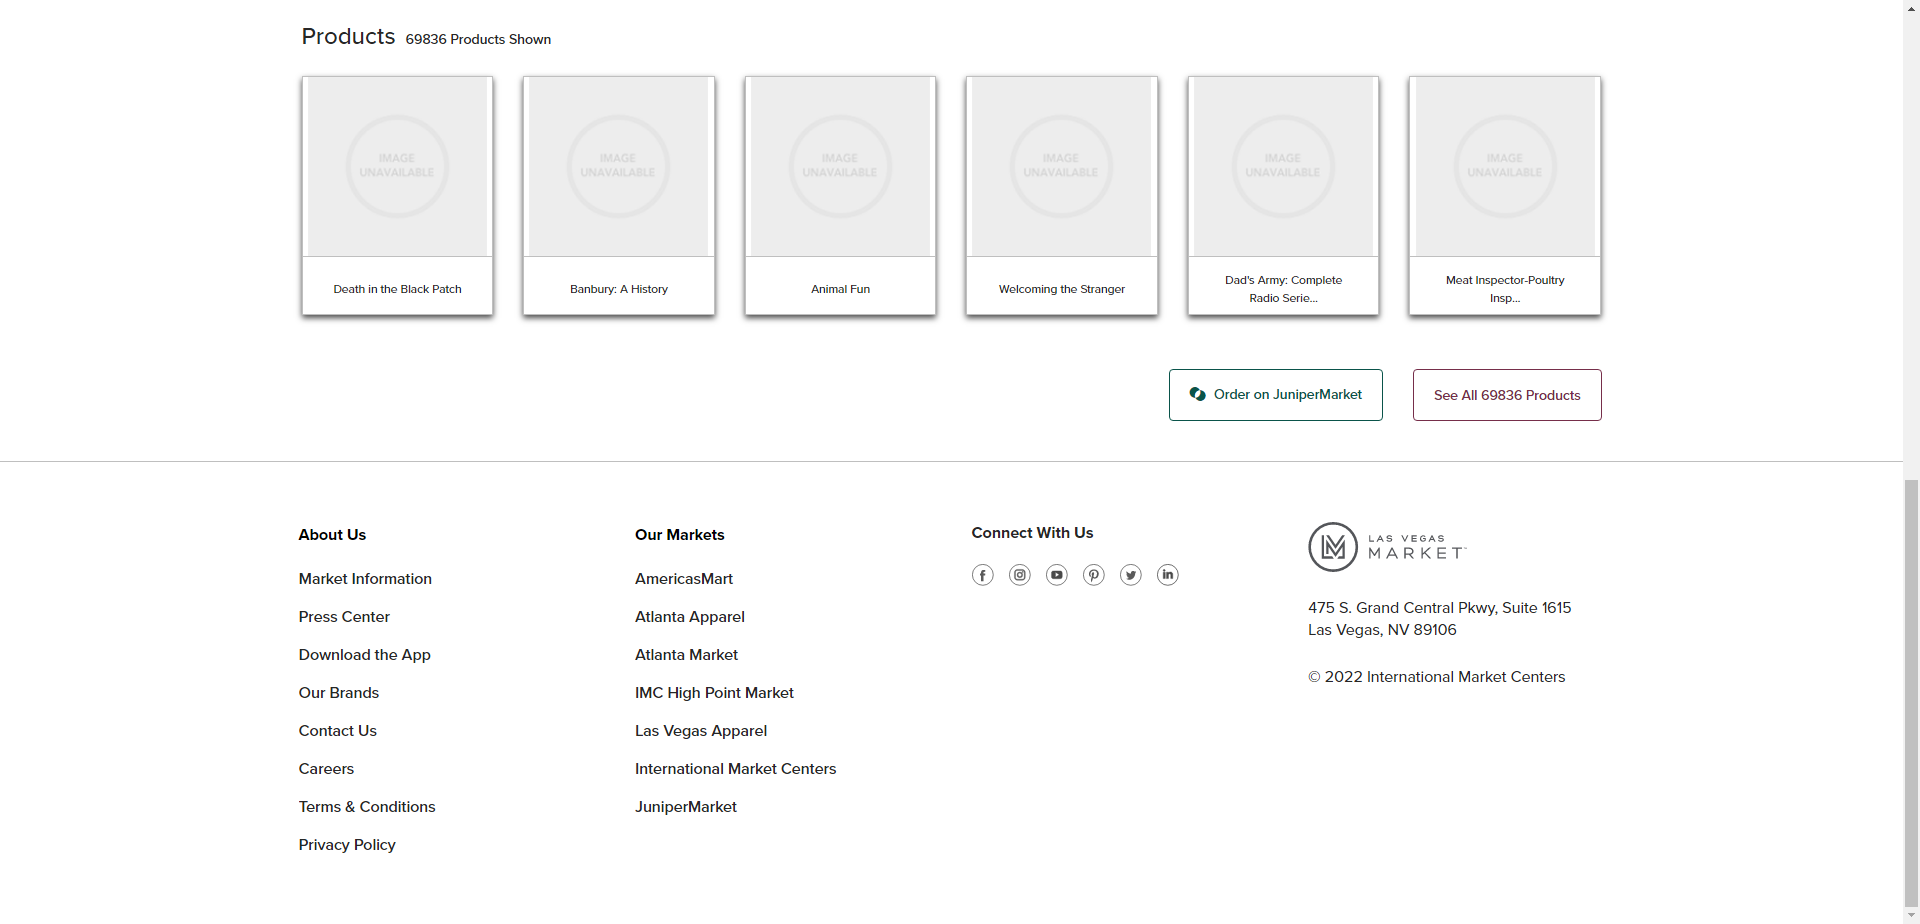 Products 69836 Products Shown
IMAGE UNAVAILABLE
IMAGE UNAVAILABLE
IMAGE UNAVAILABLE
IMAGE UNAVAILABLE
IMAGE UNAVAILABLE
IMAGE UNAVAILABLE
Death in the Black Patch
Banbury: A History
Animal Fun
Welcoming the Stranger
Dad's Army: Complete
Radio Serie...
Meat Inspector-Poultry
Insp...
Order on JuniperMarket
See All 69836 Products
About Us
Market Information
Press Center
Download the App
Our Brands
Contact Us
Careers
Terms & Conditions
Privacy Policy
Our Markets
AmericasMart
Atlanta Apparel
Atlanta Market
IMC High Point Market
Las Vegas Apparel
International Market Centers
JuniperMarket
Connect With Us
LAS VEGAS
MARKET
475 S. Grand Central Pkwy, Suite 1615
Las Vegas, NV 89106
© 2022 International Market Centers